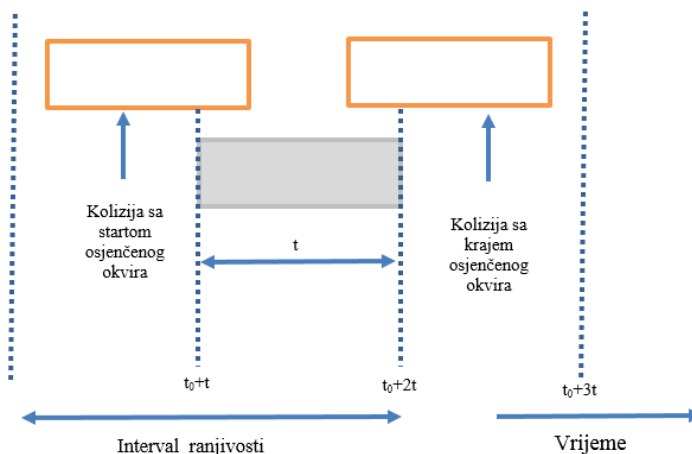 Kolizija sa
startom
osjenčenog
okvira
t
Kolizija sa
krajem
osjenčenog
okvira
t₀+t
t₀+2t
t₀+3t
Interval ranjivosti
Vrijeme